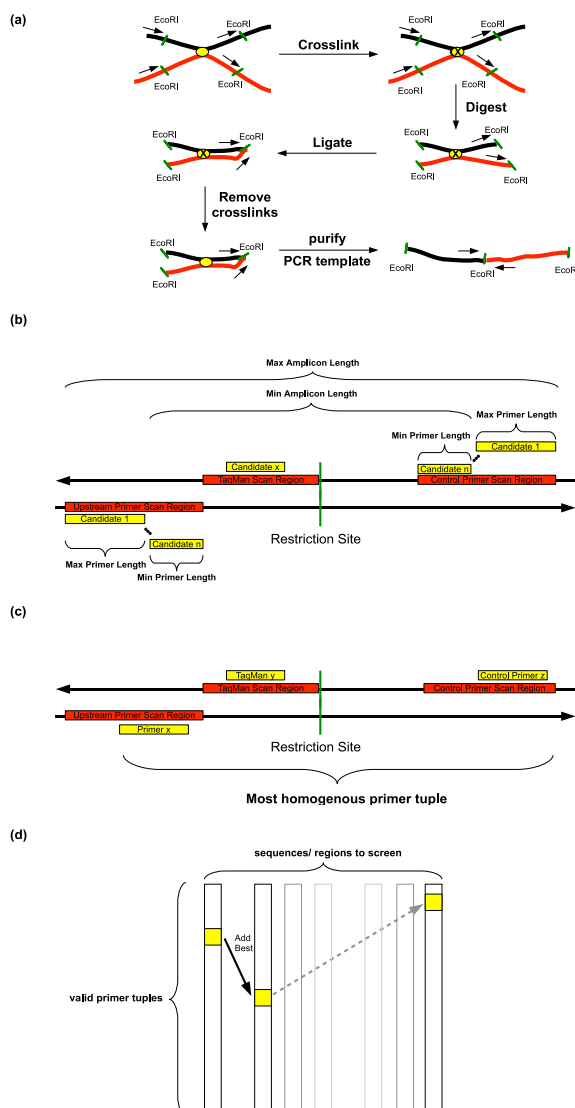 (a)
EcoRI
EcoRI
EcoRI
EcoRI
Crosslink
EcoRI
EcoRI
X
EcoRI
EcoRI
Digest
EcoRI
EcoRI
X
EcoRI
EcoRI
Ligate
EcoRI
EcoRI
X
EcoRI
EcoRI
Remove
crosslinks
EcoRI
EcoRI
EcoRI
purify
PCR template
EcoRI
EcoRI
EcoRI
(b)
Max Amplicon Length
Min Amplicon Length
Max Primer Length
Min Primer Length
Candidate 1
Candidate x
Candidate n
TaqMan Scan Region
Control Primer Scan Region
Upstream Primer Scan Region
Candidate 1
Candidate n
Restriction Site
Max Primer Length
Min Primer Length
(c)
TaqMan y
Control Primer z
TaqMan Scan Region
Control Primer Scan Region
Upstream Primer Scan Region
Primer x
Restriction Site
Most homogenous primer tuple
(d)
sequences/ regions to screen
Add
Best
valid primer tuples